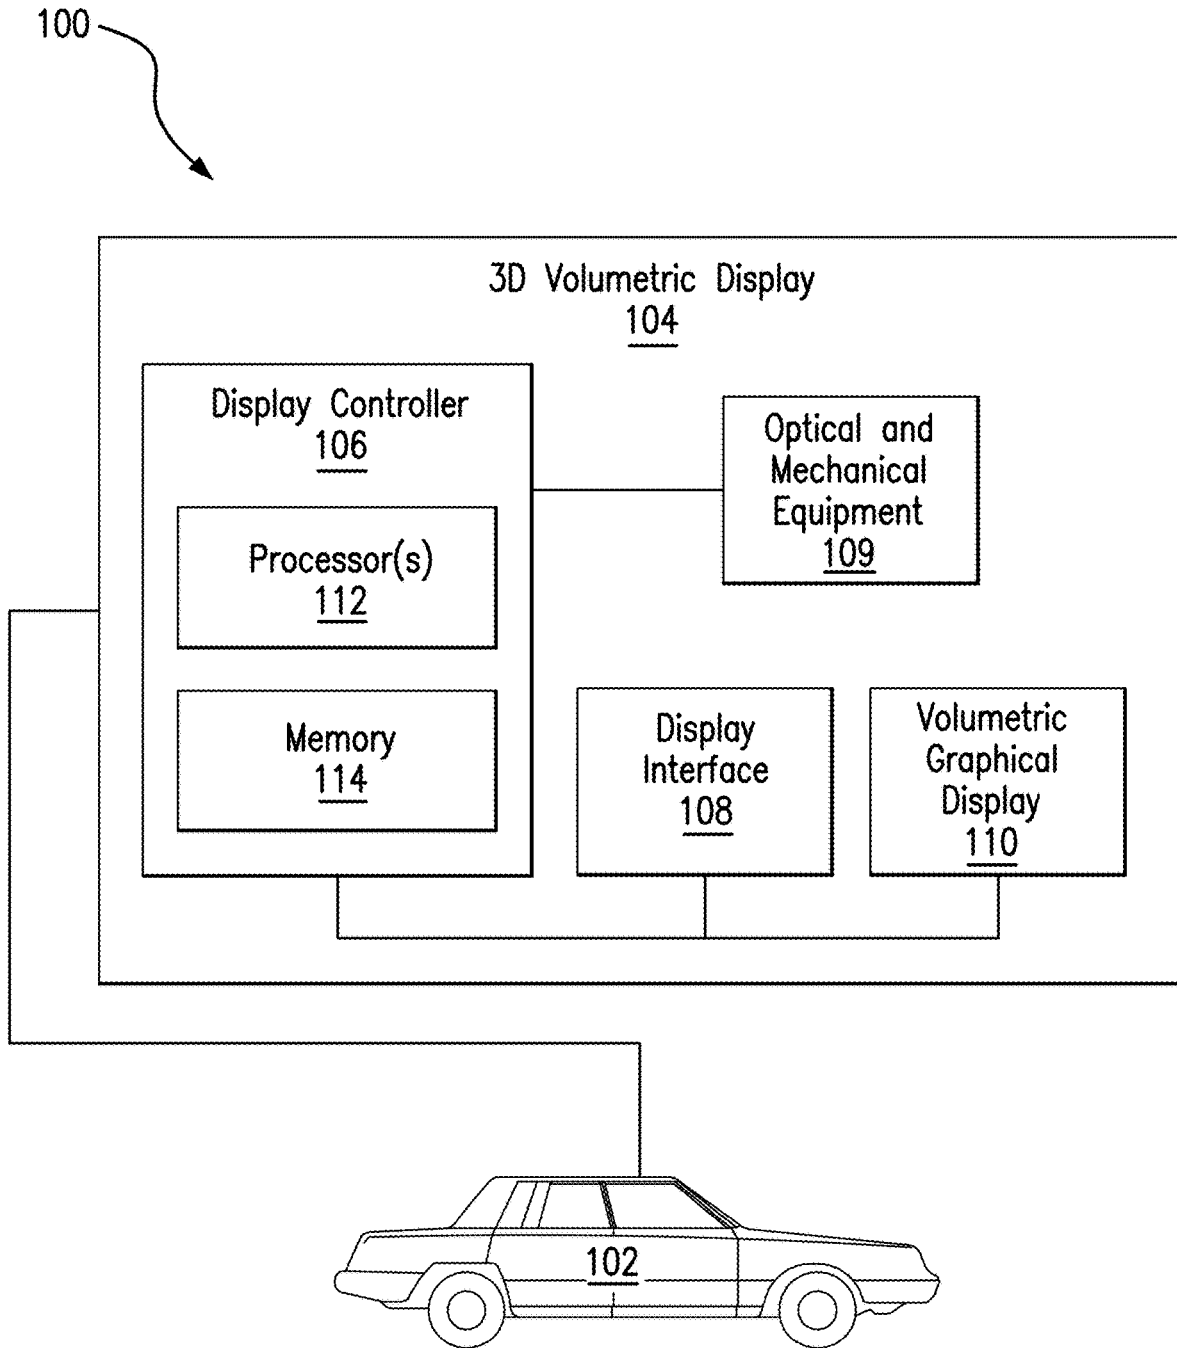 100
3D Volumetric Display
104
Display Controller
106
Processor(s)
112
Memory
114
Optical and
Mechanical
Equipment
109
Display
Interface
108
Volumetric
Graphical
Display
110
102